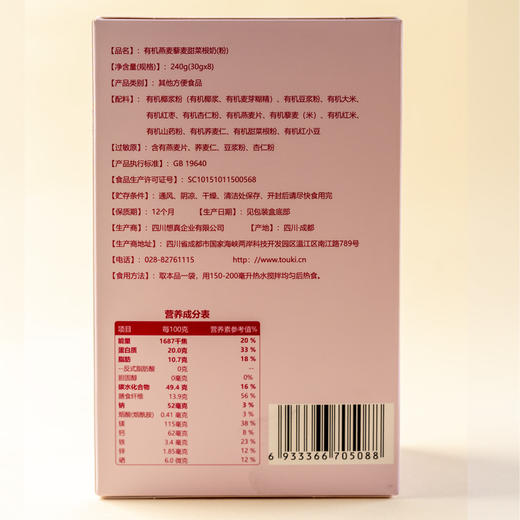 【品名】：有机燕麦藜麦甜菜根奶(粉)
【净含量(规格)】：240g(30gx8)
【产品类别】：其他方便食品
【配料】：有机椰浆粉（有机椰浆、有机麦芽糊精）、有机豆浆粉、有机大米、
有机红枣、有机杏仁粉、有机燕麦片、有机藜麦（米）、有机红米、
有机山药粉、有机荞麦仁、有机甜菜根粉、有机红小豆
【过敏原】：含有燕麦片、荞麦仁、豆浆粉、杏仁粉
【产品执行标准】：GB 19640
【食品生产许可证号】：SC10151011500568
【贮存条件】：通风、阴凉、干燥、清洁处保存、开封后请尽快食用完
【保质期】：12个月 【生产日期】：见包装盒底部
【生产商】：四川想真企业有限公司 【产地】：四川·成都
【生产商地址】：四川省成都市国家海峡两岸科技开发园区温江区南江路789号
【电话】：028-82761115 http://www.touki.cn
【食用方法】：取本品一袋，用150-200毫升热水搅拌均匀后热食。
营养成分表
项目 每100克 营养素参考值%
能量 1687千焦 20 %
蛋白质 20.0克 33 %
脂肪 10.7克 18 %
--反式脂肪酸 0克
胆固醇 0毫克 0%
碳水化合物 49.4 克 16 %
膳食纤维 13.9克 56 %
钠 52毫克 3 %
烟酸(烟酰胺) 0.41 毫克 3 %
镁 115毫克 38 %
钙 62毫克 8 %
铁 3.4 毫克 23 %
锌 1.85毫克 12 %
硒 6.0 微克 12 %
6 933366 705088